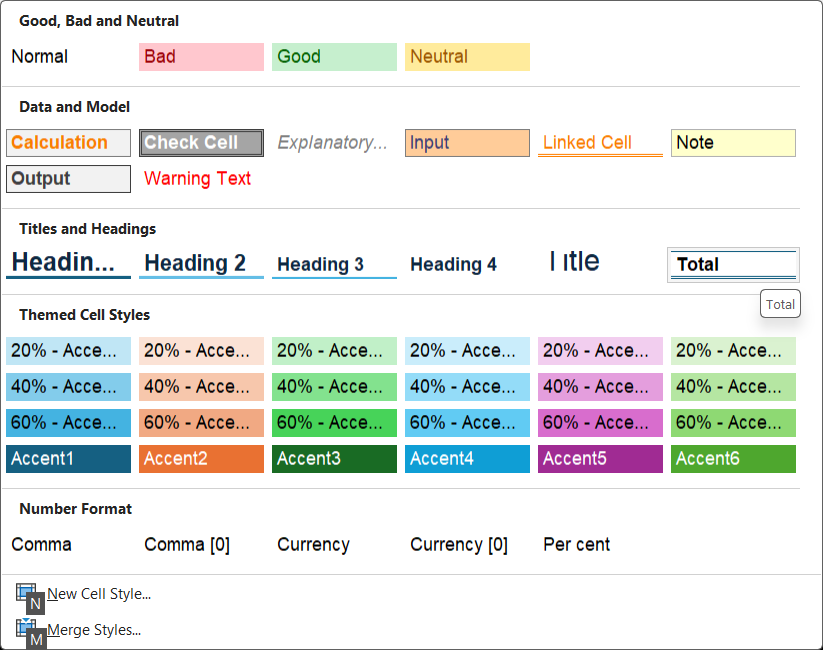 Good, Bad and Neutral
Normal Bad Good Neutral
Data and Model
Calculation Check Cell Explanatory... Input Linked Cell Note
Output Warning Text
Titles and Headings
Headin... Heading 2 Heading 3 Heading 4 Title Total
Total
Themed Cell Styles
20% - Acce... 20% - Acce... 20% - Acce... 20% - Acce... 20% - Acce... 20% - Acce...
40% - Acce... 40% - Acce... 40% - Acce... 40% - Acce... 40% - Acce... 40% - Acce...
60% - Acce... 60% - Acce... 60% - Acce... 60% - Acce... 60% - Acce... 60% - Acce...
Accent1 Accent2 Accent3 Accent4 Accent5 Accent6
Number Format
Comma Comma [0] Currency Currency [0] Per cent
N New Cell Style...
M Merge Styles...